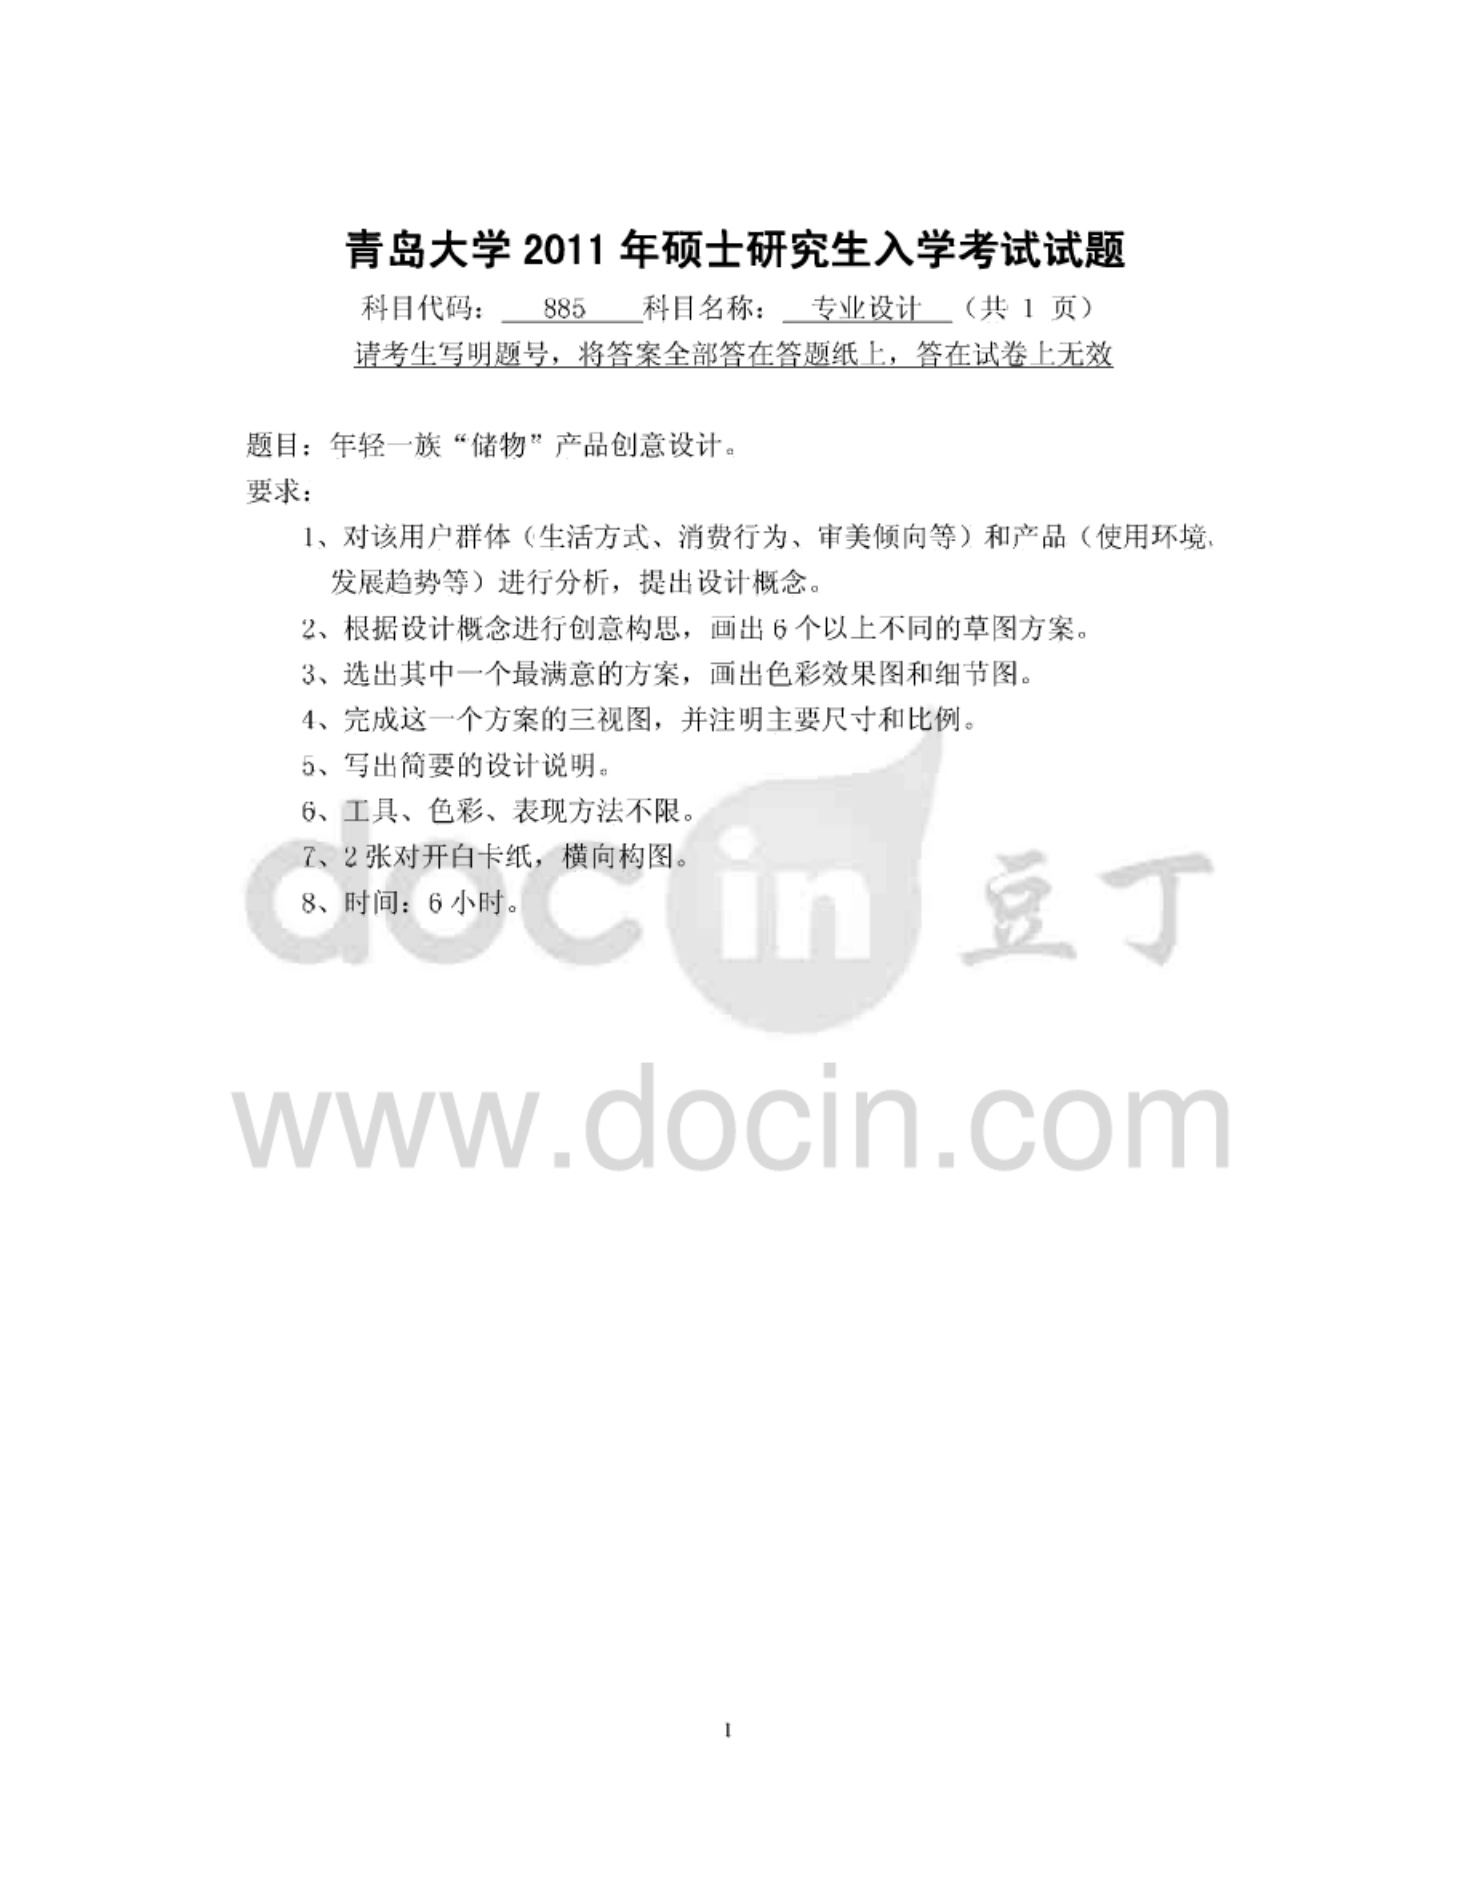 青岛大学 2011 年硕士研究生入学考试试题
科目代码： 885 科目名称： 专业设计 （共 1 页）
请考生写明题号，将答案全部答在答题纸上，答在试卷上无效
题目：年轻一族“储物”产品创意设计。
要求：
1、对该用户群体（生活方式、消费行为、审美倾向等）和产品（使用环境、
发展趋势等）进行分析，提出设计概念。
2、根据设计概念进行创意构思，画出 6 个以上不同的草图方案。
3、选出其中一个最满意的方案，画出色彩效果图和细节图。
4、完成这一个方案的三视图，并注明主要尺寸和比例。
5、写出简要的设计说明。
6、工具、色彩、表现方法不限。
7、2 张对开白卡纸，横向构图。
8、时间：6 小时。
docin 豆丁
www.docin.com
1